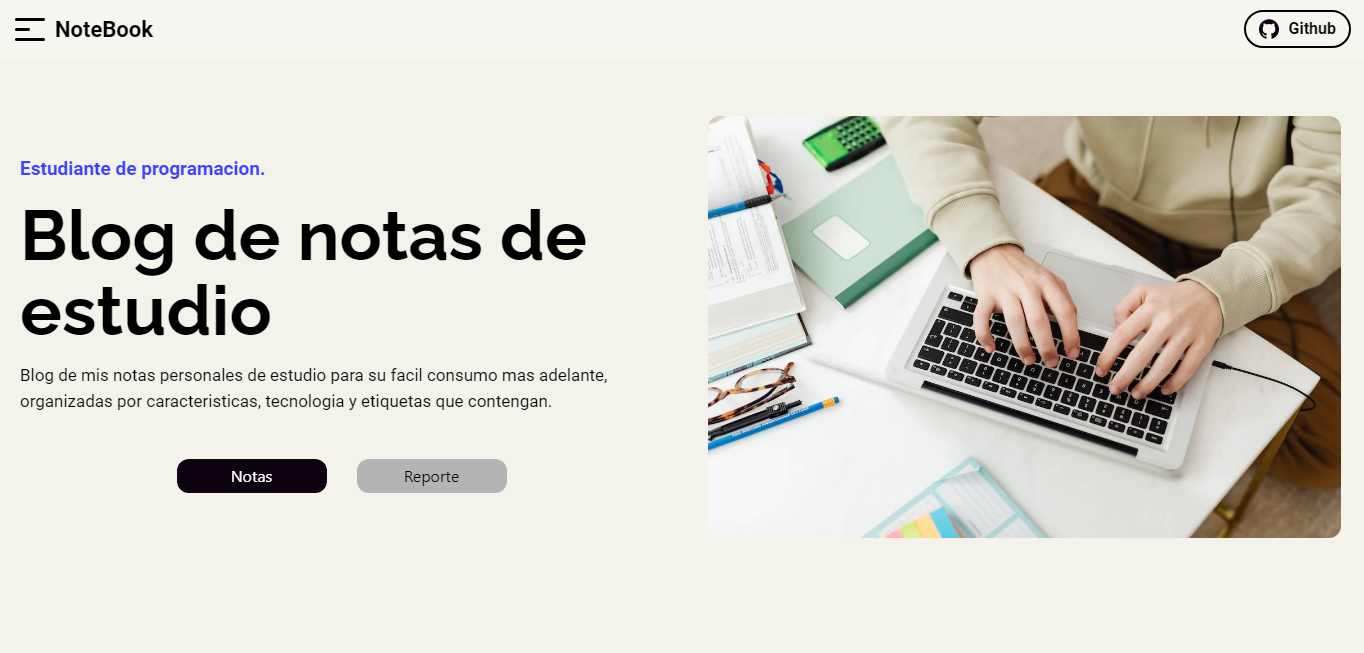 NoteBook
Github
Estudiante de programacion.
Blog de notas de
estudio
Blog de mis notas personales de estudio para su facil consumo mas adelante,
organizadas por caracteristicas, tecnologia y etiquetas que contengan.
Notas
Reporte